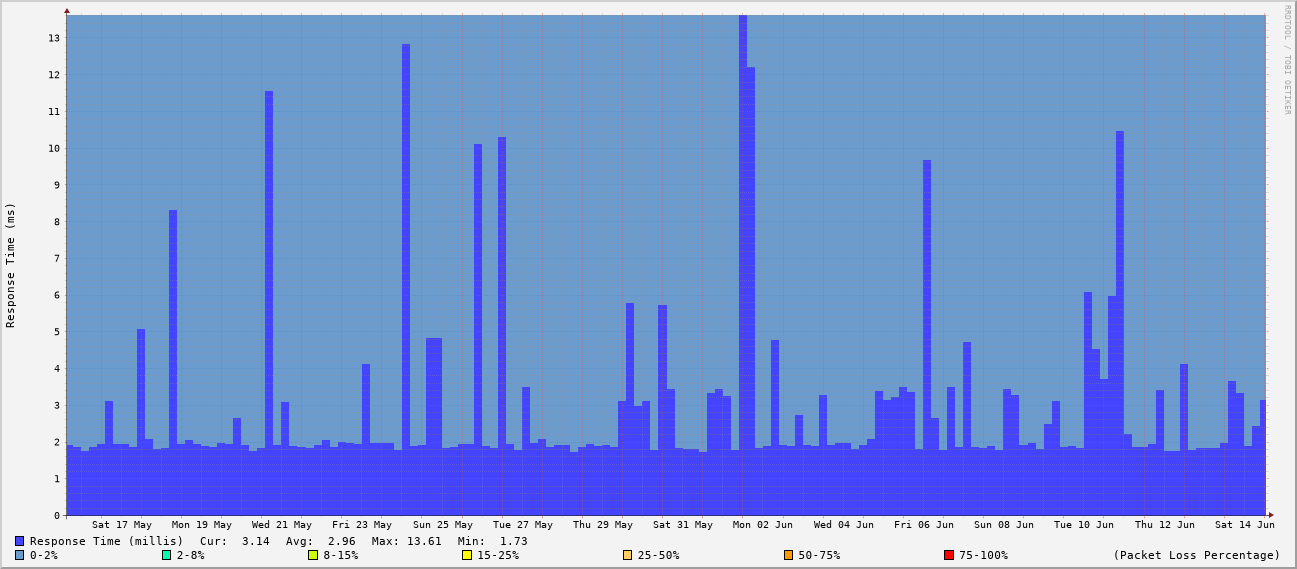 RRDTOOL / TOBI OETIKER
Response Time (ms)
13
12
11
10
9
8
7
6
5
4
3
2
1
0
Sat 17 May Mon 19 May Wed 21 May Fri 23 May Sun 25 May Tue 27 May Thu 29 May Sat 31 May Mon 02 Jun Wed 04 Jun Fri 06 Jun Sun 08 Jun Tue 10 Jun Thu 12 Jun Sat 14 Jun
Response Time (millis) Cur: 3.14 Avg: 2.96 Max: 13.61 Min: 1.73
0-2% 2-8% 8-15% 15-25% 25-50% 50-75% 75-100% (Packet Loss Percentage)